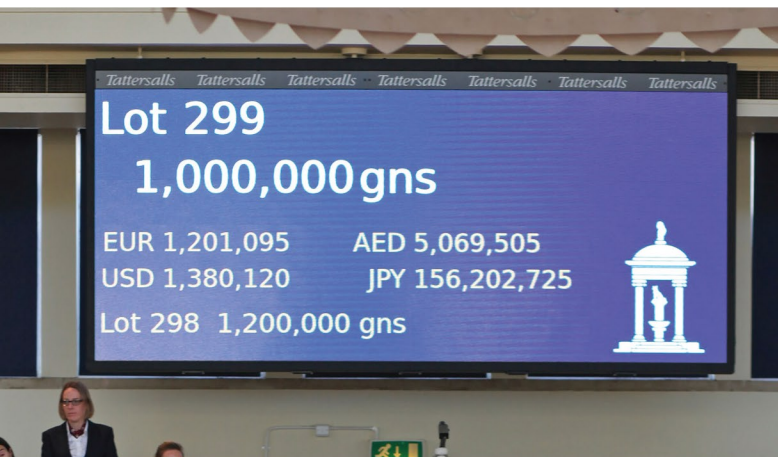 Tattersalls Tattersalls Tattersalls Tattersalls Tattersalls Tattersalls Tattersalls
Lot 299
1,000,000 gns
EUR 1,201,095 AED 5,069,505
USD 1,380,120 JPY 156,202,725
Lot 298 1,200,000 gns